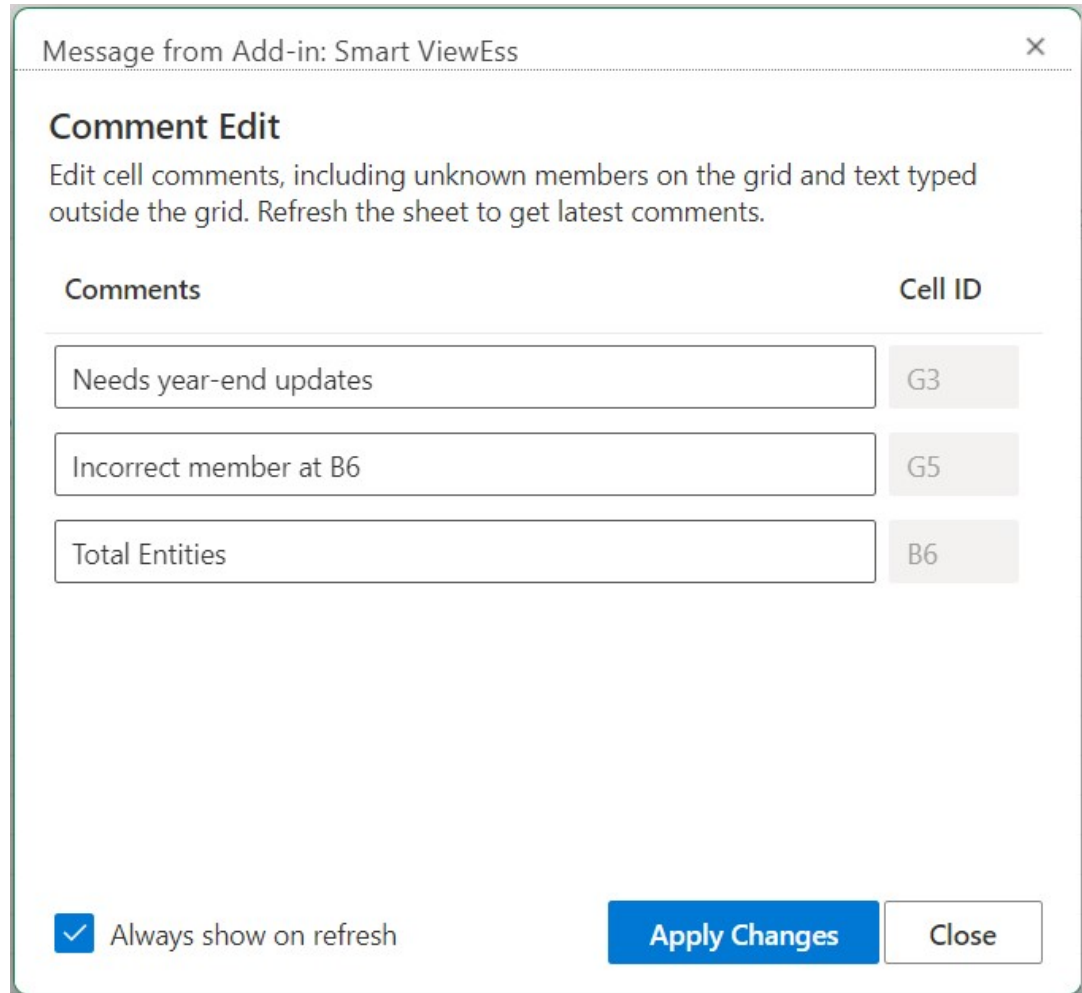 Message from Add-in: Smart ViewEss
Comment Edit
Edit cell comments, including unknown members on the grid and text typed
outside the grid. Refresh the sheet to get latest comments.
Comments Cell ID
Needs year-end updates G3
Incorrect member at B6 G5
Total Entities B6
Always show on refresh Apply Changes Close